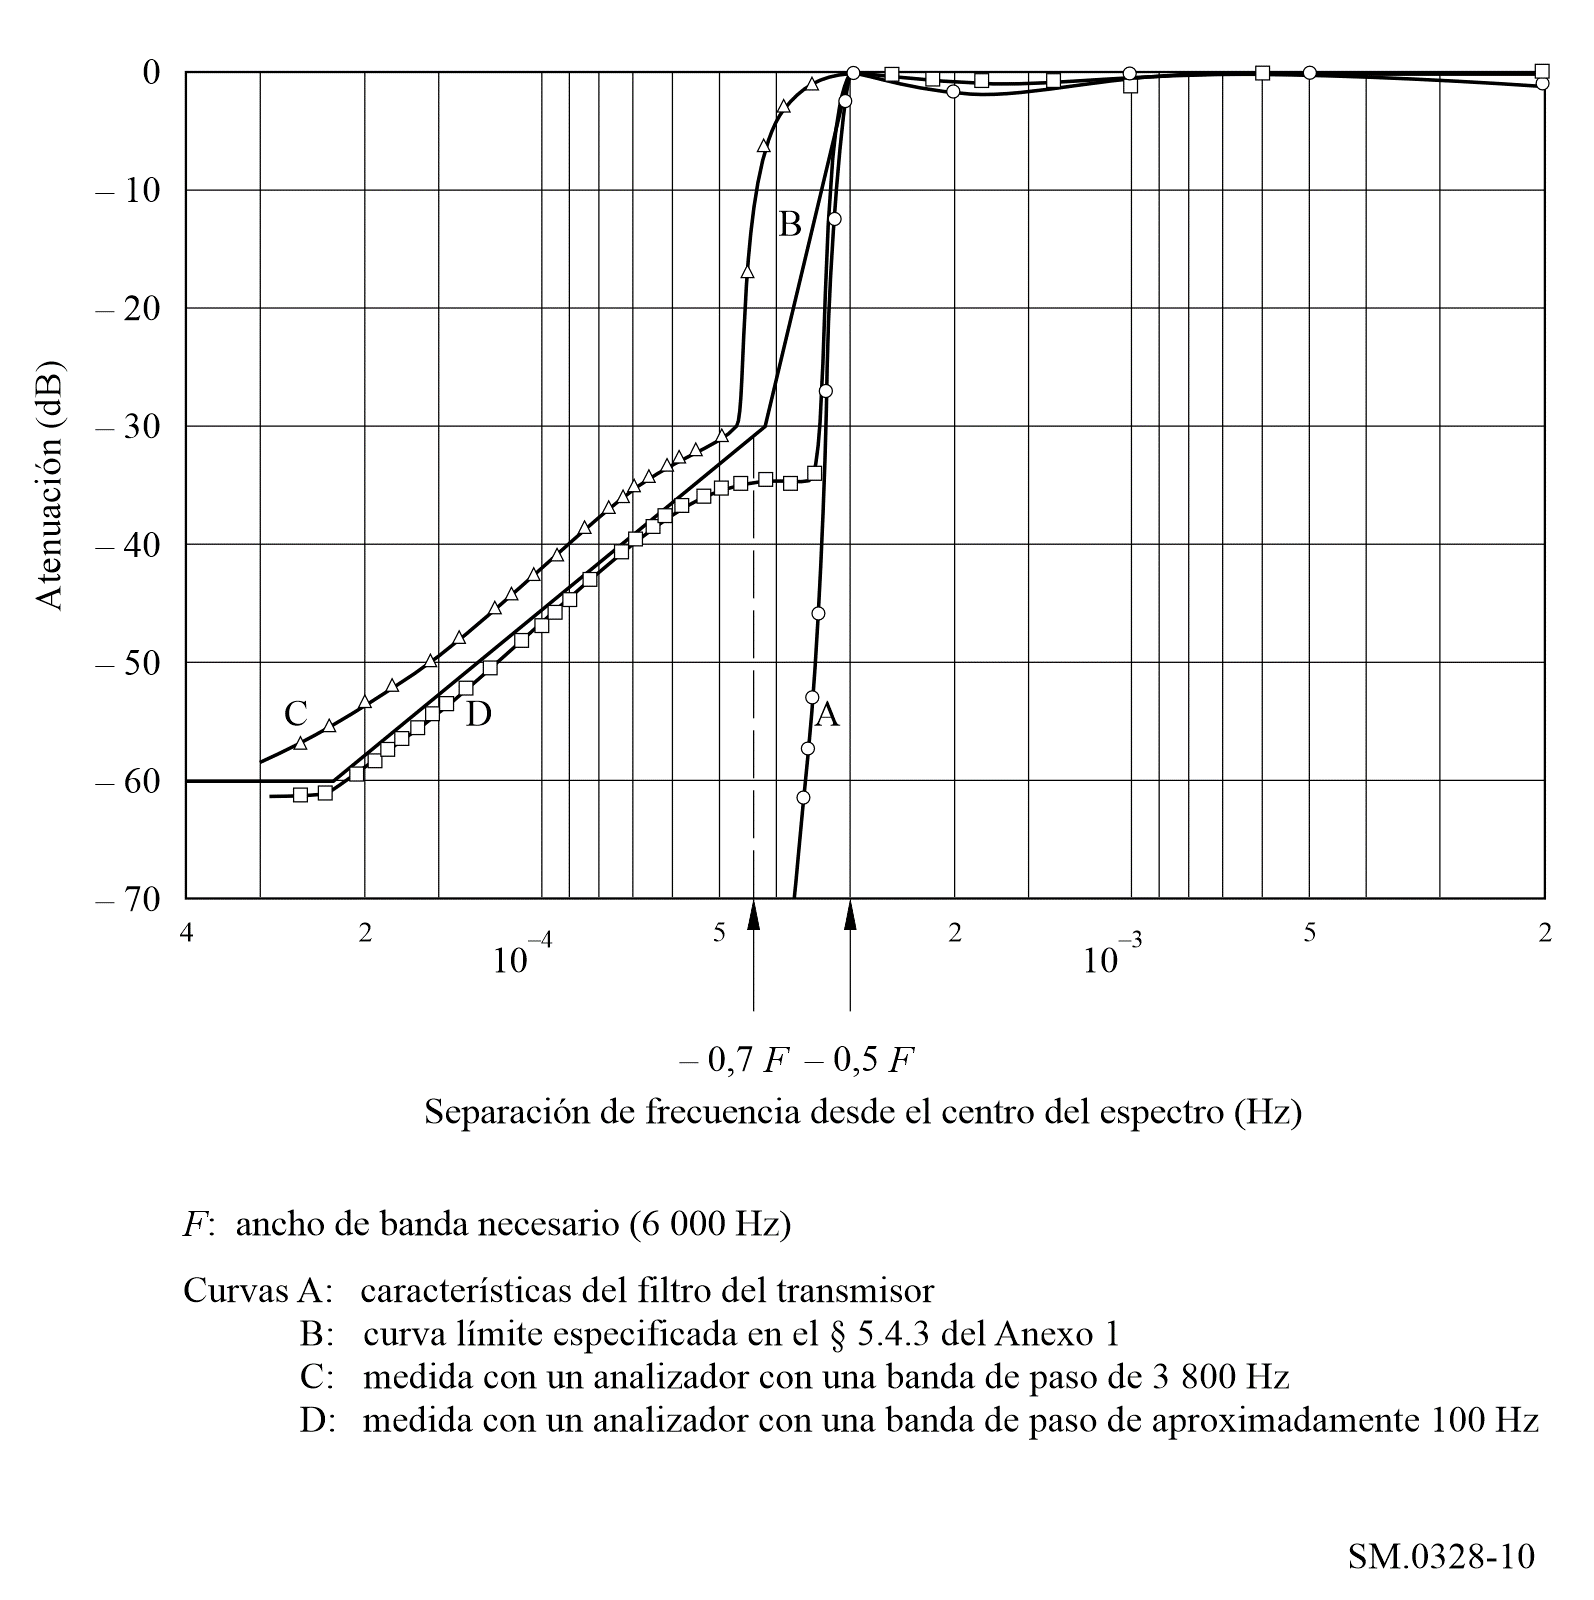 0
– 10
– 20
– 30
– 40
– 50
– 60
– 70
Atenuación (dB)
B
C
D
A
4 2 5 2 5 2
10–4 10–3
– 0,7 F – 0,5 F
Separación de frecuencia desde el centro del espectro (Hz)
F: ancho de banda necesario (6 000 Hz)
Curvas A: características del filtro del transmisor
B: curva límite especificada en el § 5.4.3 del Anexo 1
C: medida con un analizador con una banda de paso de 3 800 Hz
D: medida con un analizador con una banda de paso de aproximadamente 100 Hz
SM.0328-10